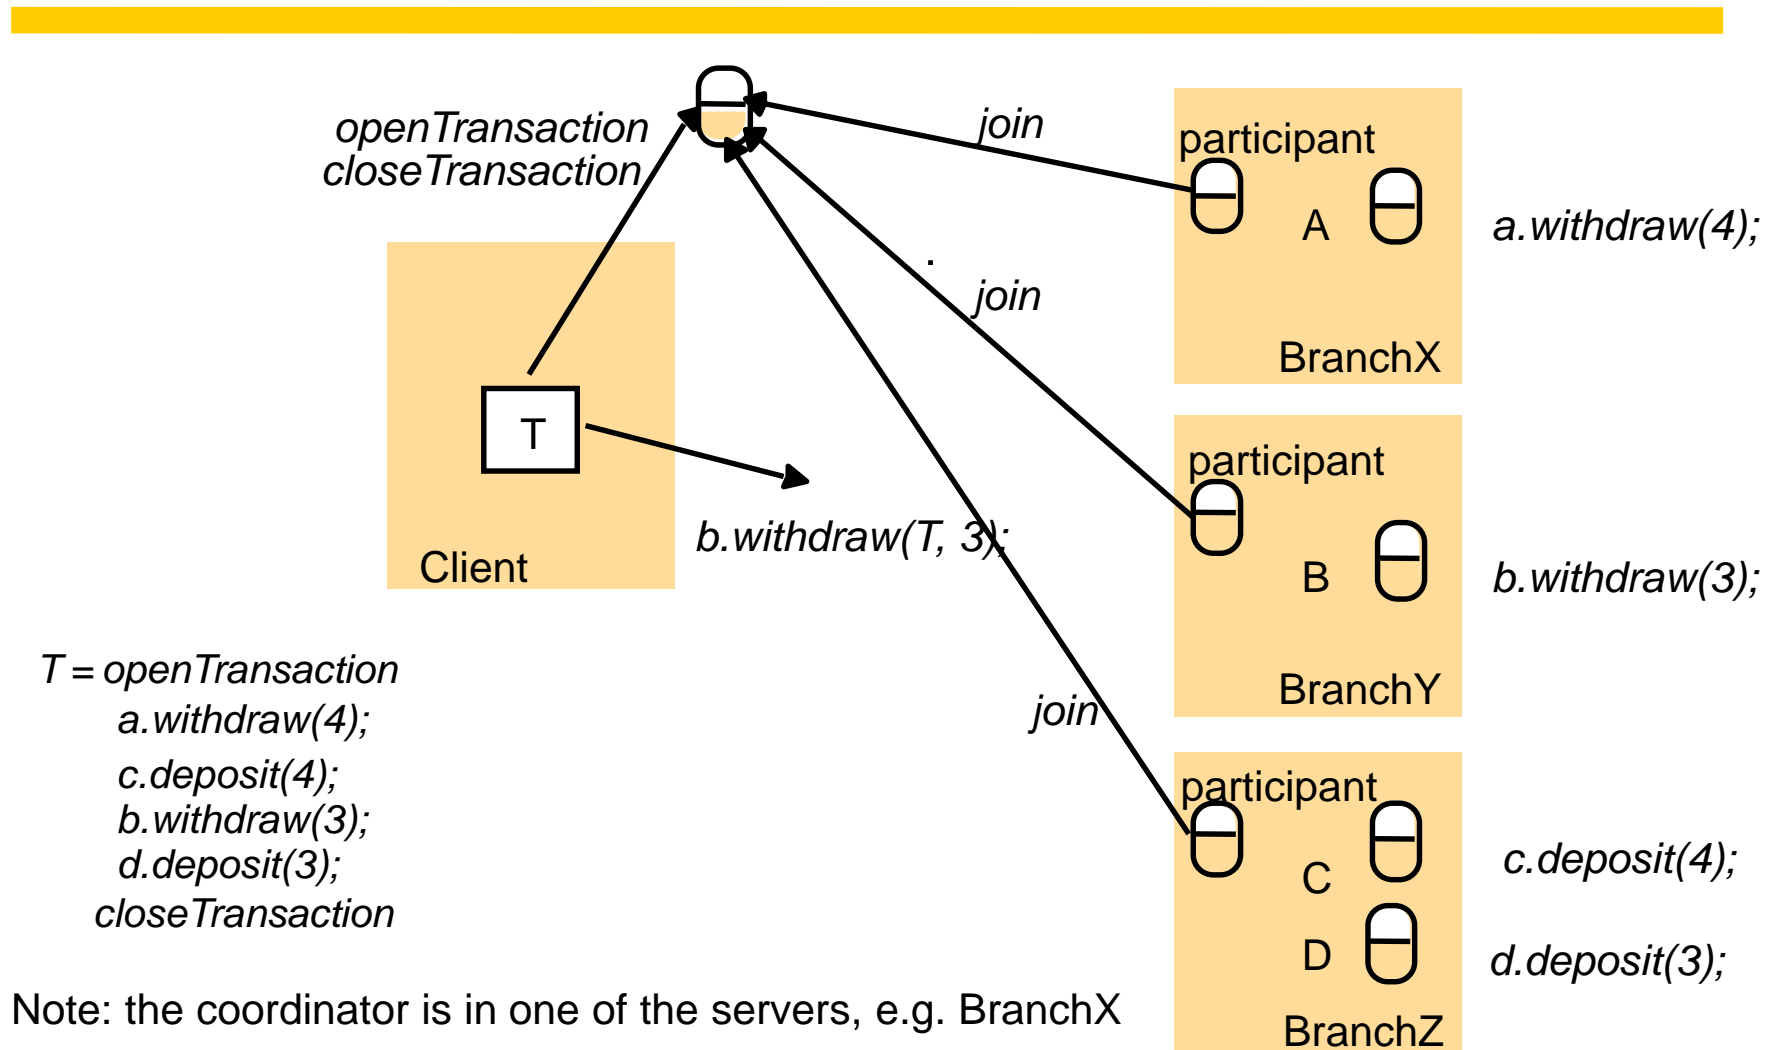 openTransaction
closeTransaction
join
participant
A
a.withdraw(4);
.
join
BranchX
T
participant
Client
b.withdraw(T, 3);
B
b.withdraw(3);
BranchY
T = openTransaction
a.withdraw(4);
c.deposit(4);
b.withdraw(3);
d.deposit(3);
closeTransaction
join
participant
C
c.deposit(4);
D
d.deposit(3);
BranchZ
Note: the coordinator is in one of the servers, e.g. BranchX